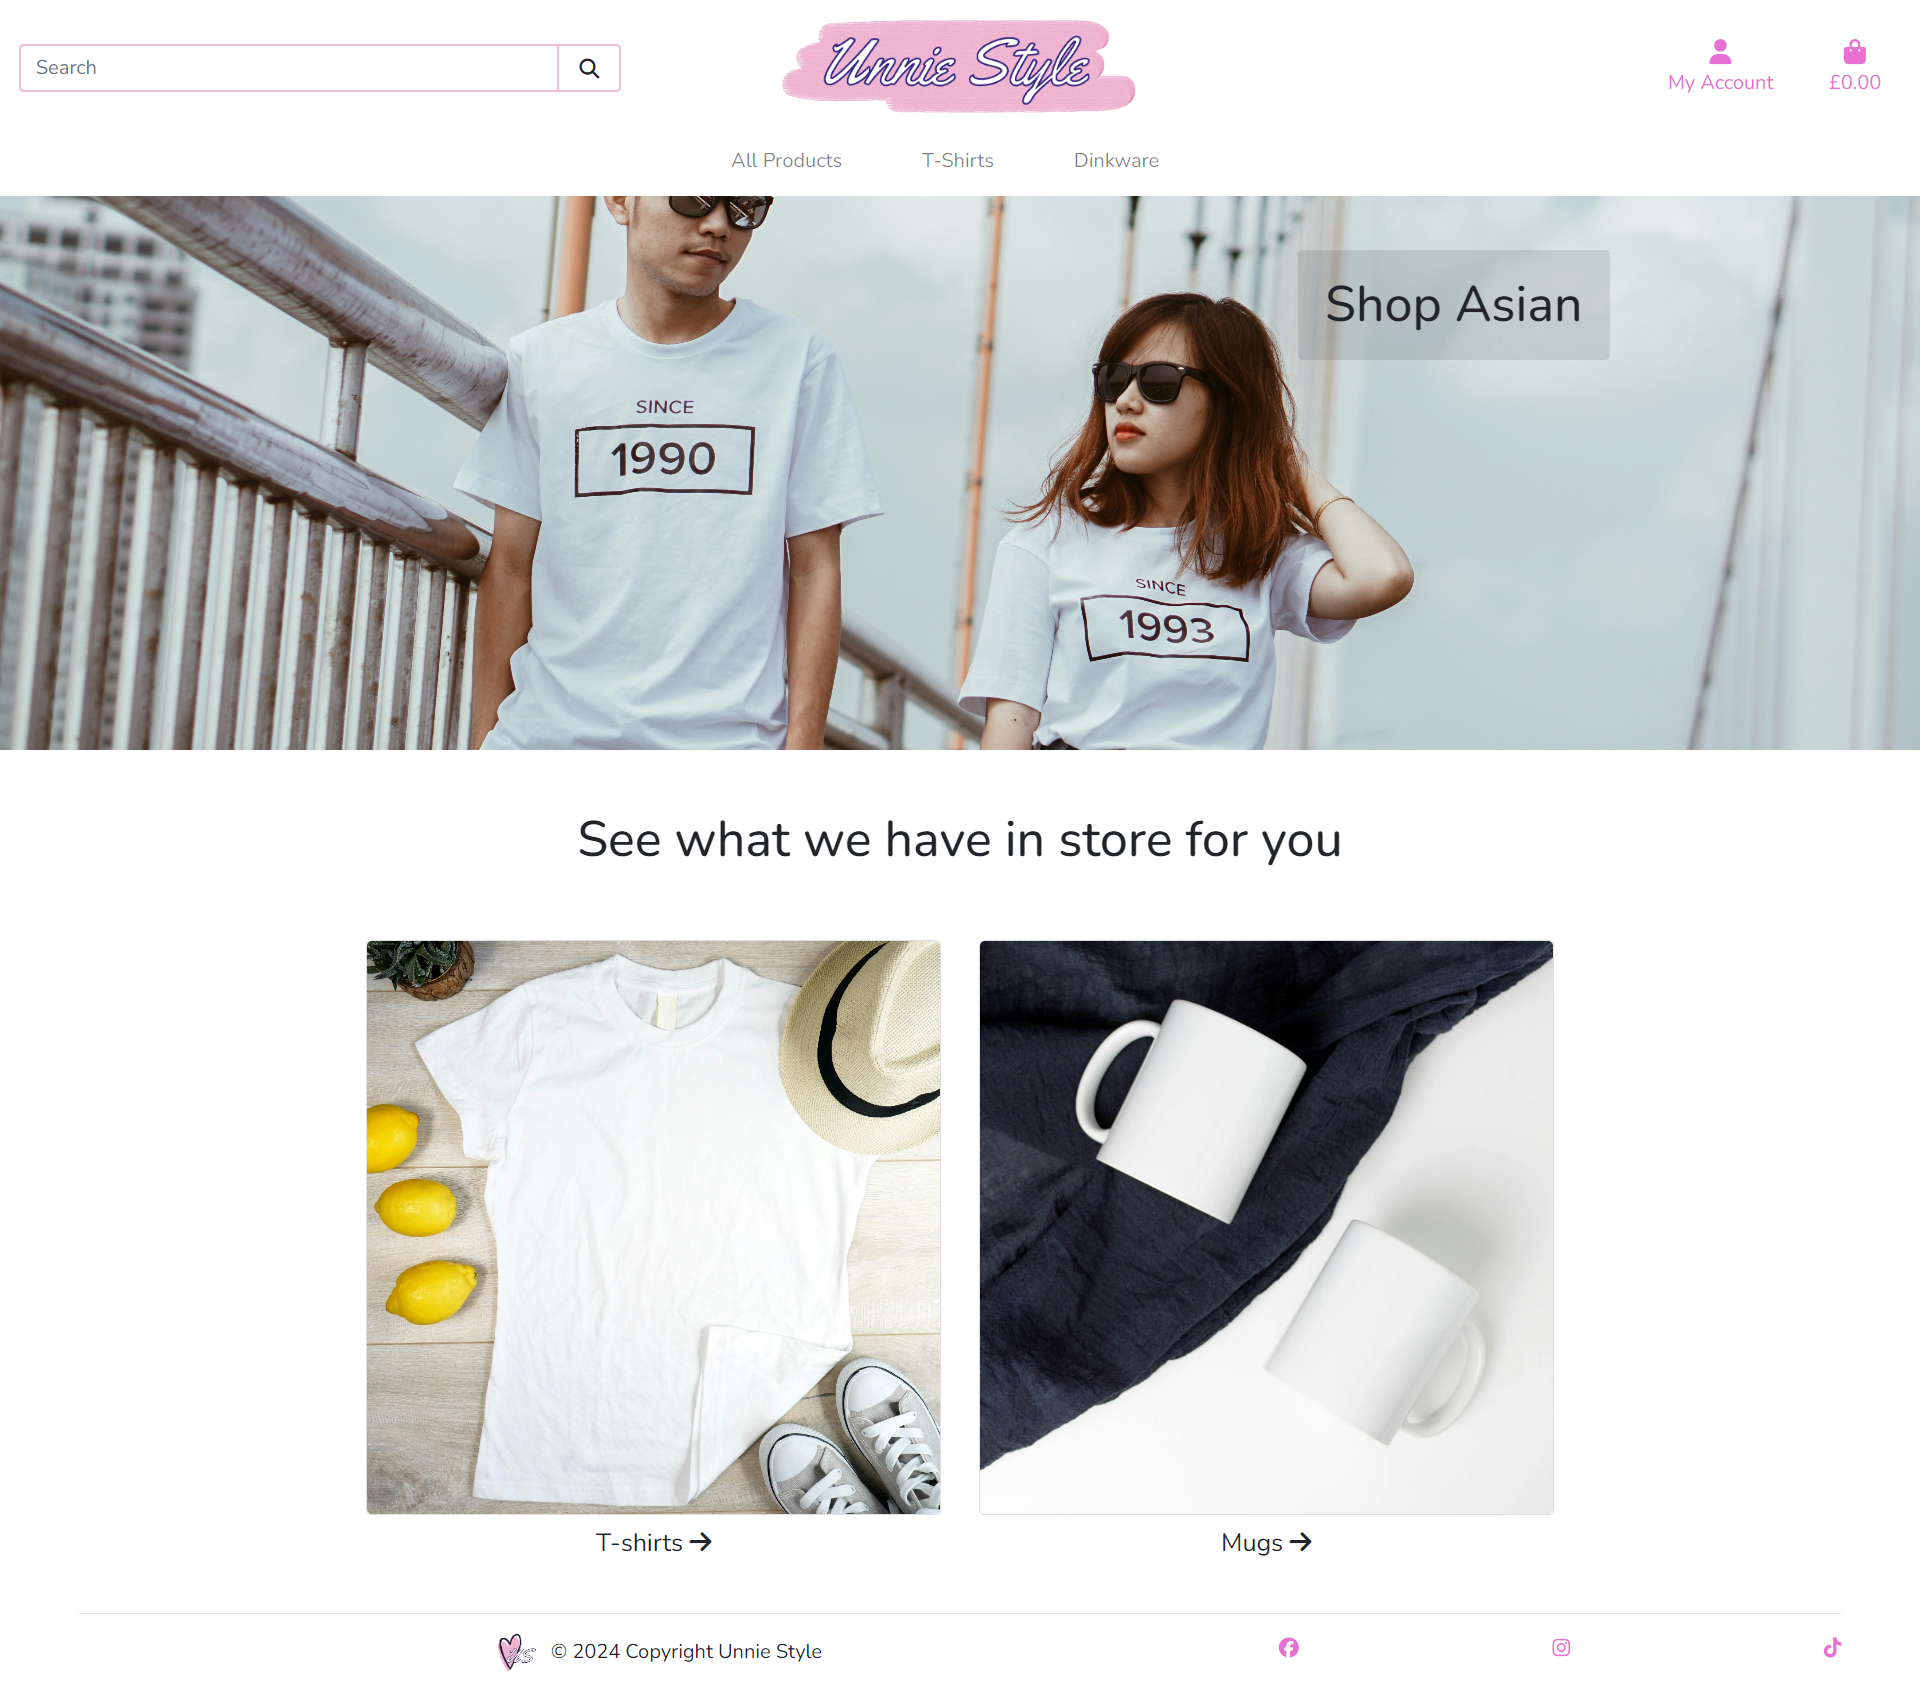 Search
Unnie Style
My Account
£0.00
All Products
T-Shirts
Dinkware
Shop Asian
SINCE
1990
SINCE
1993
See what we have in store for you
T-shirts
Mugs
© 2024 Copyright Unnie Style